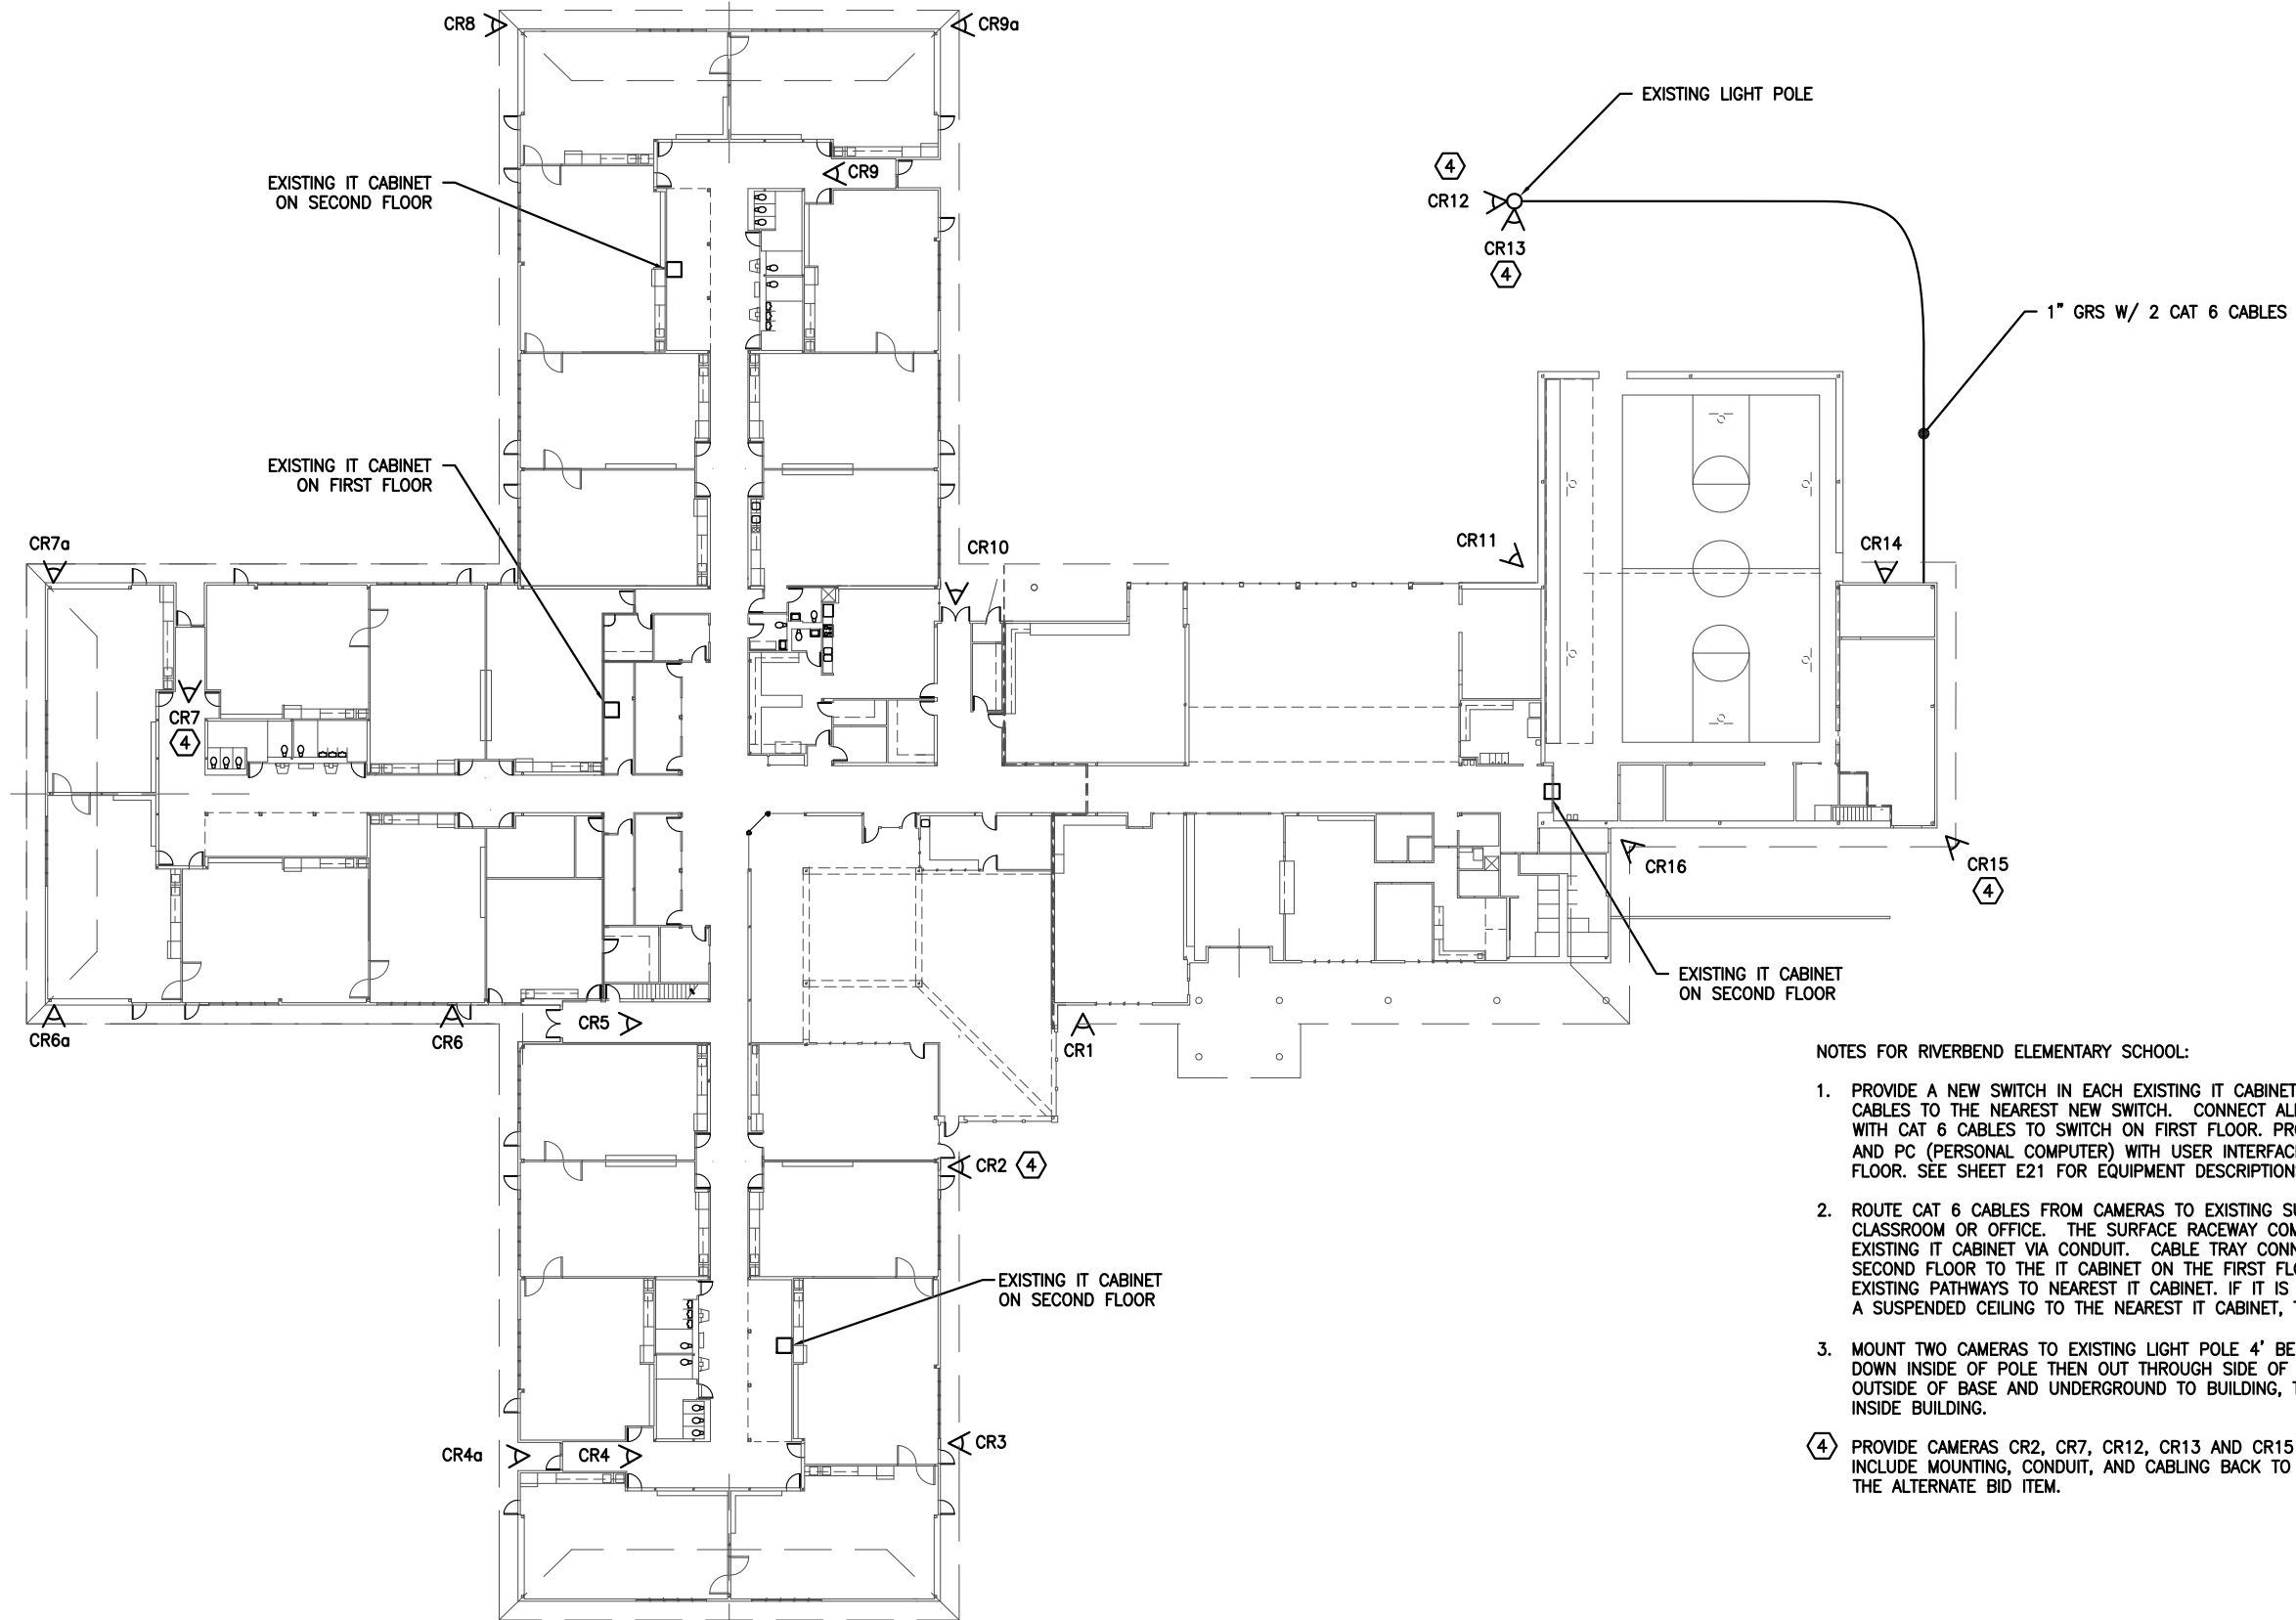 CR8
CR9a
EXISTING LIGHT POLE
4
CR9
EXISTING IT CABINET
ON SECOND FLOOR
CR12
CR13
4
1" GRS W/ 2 CAT 6 CABLES
EXISTING IT CABINET
ON FIRST FLOOR
CR7a
CR10
CR11
CR14
CR7
4
CR16
CR15
4
EXISTING IT CABINET
ON SECOND FLOOR
CR6a
CR6
CR5
CR1
CR2
4
EXISTING IT CABINET
ON SECOND FLOOR
CR4a
CR4
CR3
NOTES FOR RIVERBEND ELEMENTARY SCHOOL:
1. PROVIDE A NEW SWITCH IN EACH EXISTING IT CABINET
CABLES TO THE NEAREST NEW SWITCH. CONNECT
WITH CAT 6 CABLES TO SWITCH ON FIRST FLOOR.
AND PC (PERSONAL COMPUTER) WITH USER
FLOOR. SEE SHEET E21 FOR EQUIPMENT
2. ROUTE CAT 6 CABLES FROM CAMERAS TO EXISTING
CLASSROOM OR OFFICE. THE SURFACE RACEWAY
EXISTING IT CABINET VIA CONDUIT. CABLE TRAY
SECOND FLOOR TO THE IT CABINET ON THE FIRST
EXISTING PATHWAYS TO NEAREST IT CABINET. IF IT IS
A SUSPENDED CEILING TO THE NEAREST IT CABINET,
3. MOUNT TWO CAMERAS TO EXISTING LIGHT POLE 4'
DOWN INSIDE OF POLE THEN OUT THROUGH SIDE OF
OUTSIDE OF BASE AND UNDERGROUND TO BUILDING,
INSIDE BUILDING.
4 PROVIDE CAMERAS CR2, CR7, CR12, CR13 AND CR15
INCLUDE MOUNTING, CONDUIT, AND CABLING BACK TO
THE ALTERNATE BID ITEM.